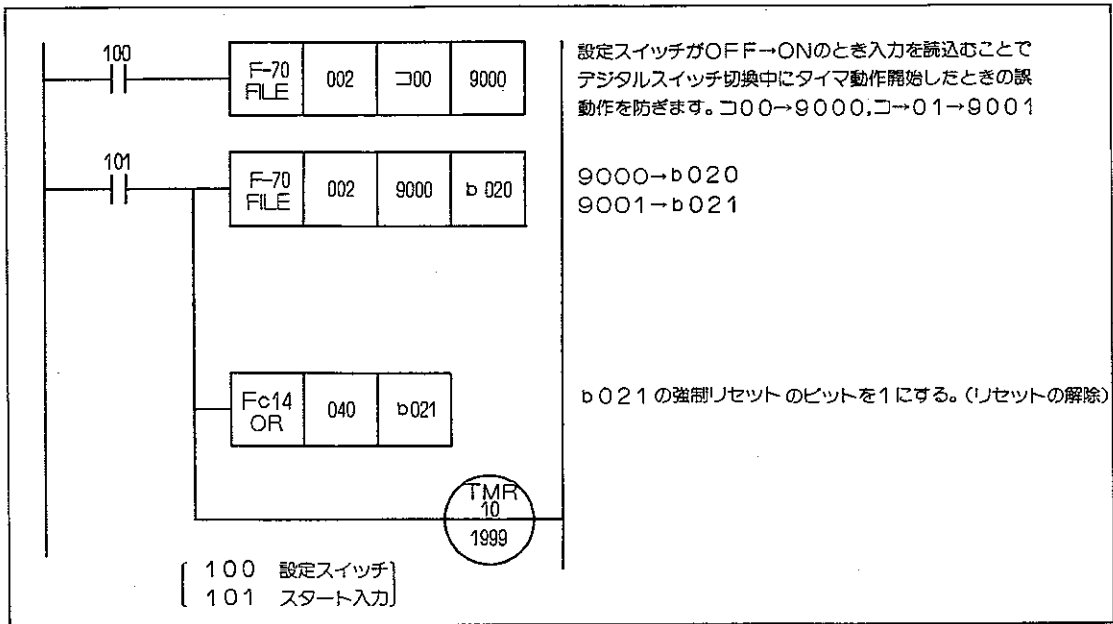 100
F-70
FILE
002
コ00
9000
設定スイッチがOFF→ONのとき入力を読込むことで
デジタルスイッチ切換中にタイマ動作開始したときの誤
動作を防ぎます。コ00→9000,コ→01→9001
101
F-70
FILE
002
9000
b 020
9000→b020
9001→b021
Fc14
OR
040
b021
b021の強制リセットのビットを1にする。(リセットの解除)
TMR
10
1999
100 設定スイッチ
101 スタート入力